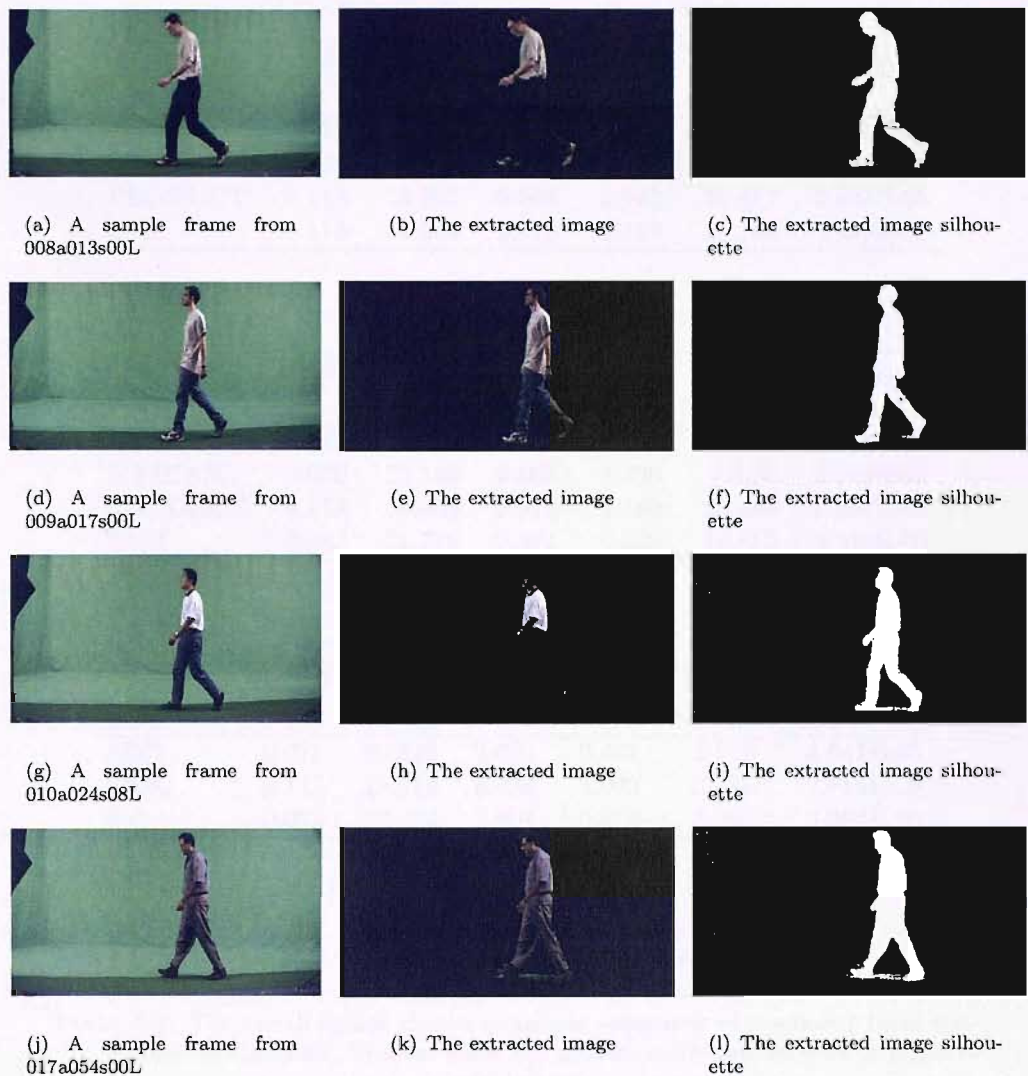 (a) A sample frame from
008a013s00L
(b) The extracted image
(c) The extracted image silhou-
ette
(d) A sample frame from
009a017s00L
(e) The extracted image
(f) The extracted image silhou-
ette
(g) A sample frame from
010a024s08L
(h) The extracted image
(i) The extracted image silhou-
ette
(j) A sample frame from
017a054s00L
(k) The extracted image
(l) The extracted image silhou-
ette